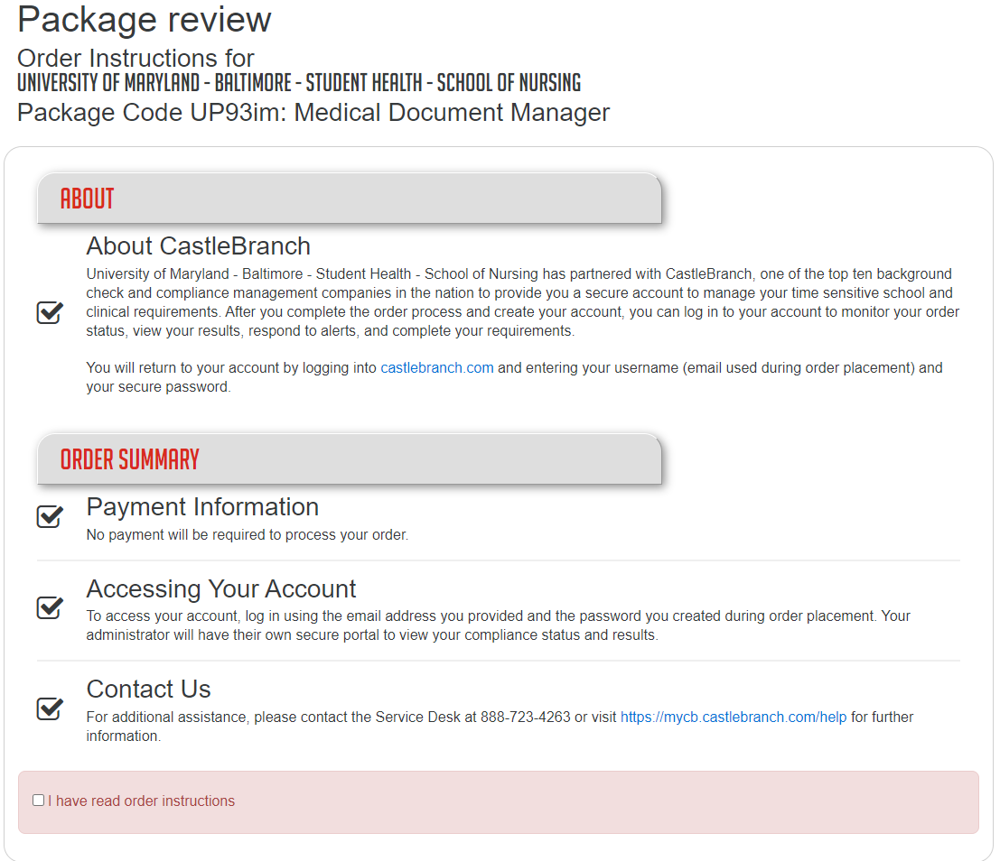 Package review
Order Instructions for
UNIVERSITY OF MARYLAND - BALTIMORE - STUDENT HEALTH - SCHOOL OF NURSING
Package Code UP93im: Medical Document Manager
ABOUT
About CastleBranch
University of Maryland - Baltimore - Student Health - School of Nursing has partnered with CastleBranch, one of the top ten background
check and compliance management companies in the nation to provide you a secure account to manage your time sensitive school and
clinical requirements. After you complete the order process and create your account, you can log in to your account to monitor your order
status, view your results, respond to alerts, and complete your requirements.
You will return to your account by logging into castlebranch.com and entering your username (email used during order placement) and
your secure password.
ORDER SUMMARY
Payment Information
No payment will be required to process your order.
Accessing Your Account
To access your account, log in using the email address you provided and the password you created during order placement. Your
administrator will have their own secure portal to view your compliance status and results.
Contact Us
For additional assistance, please contact the Service Desk at 888-723-4263 or visit https://mycb.castlebranch.com/help for further
information.
I have read order instructions